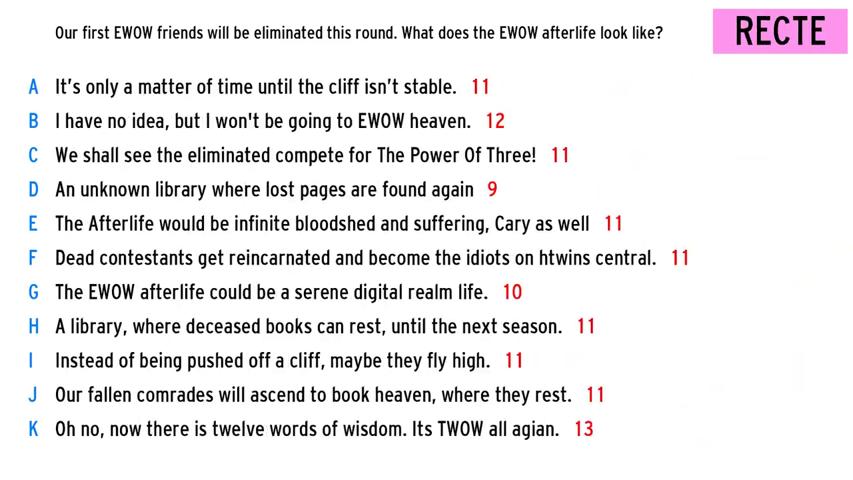 Our first EWOW friends will be eliminated this round. What does the EWOW afterlife look like?
RECTE
A It's only a matter of time until the cliff isn't stable. 11
B I have no idea, but I won't be going to EWOW heaven. 12
C We shall see the eliminated compete for The Power Of Three! 11
D An unknown library where lost pages are found again 9
E The Afterlife would be infinite bloodshed and suffering, Cary as well 11
F Dead contestants get reincarnated and become the idiots on htwins central. 11
G The EWOW afterlife could be a serene digital realm life. 10
H A library, where deceased books can rest, until the next season. 11
I Instead of being pushed off a cliff, maybe they fly high. 11
J Our fallen comrades will ascend to book heaven, where they rest. 11
K Oh no, now there is twelve words of wisdom. Its TWOW all agian. 13